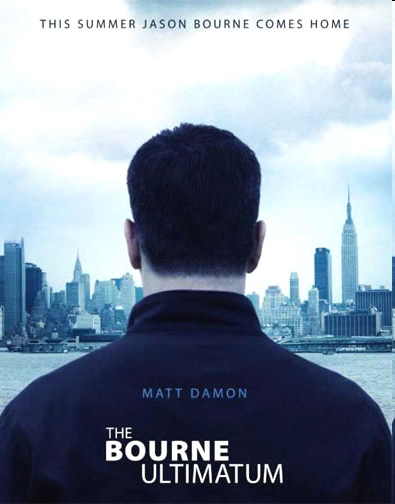 THIS SUMMER JASON BOURNE COMES HOME
MATT DAMON
THE
BOURNE
ULTIMATUM